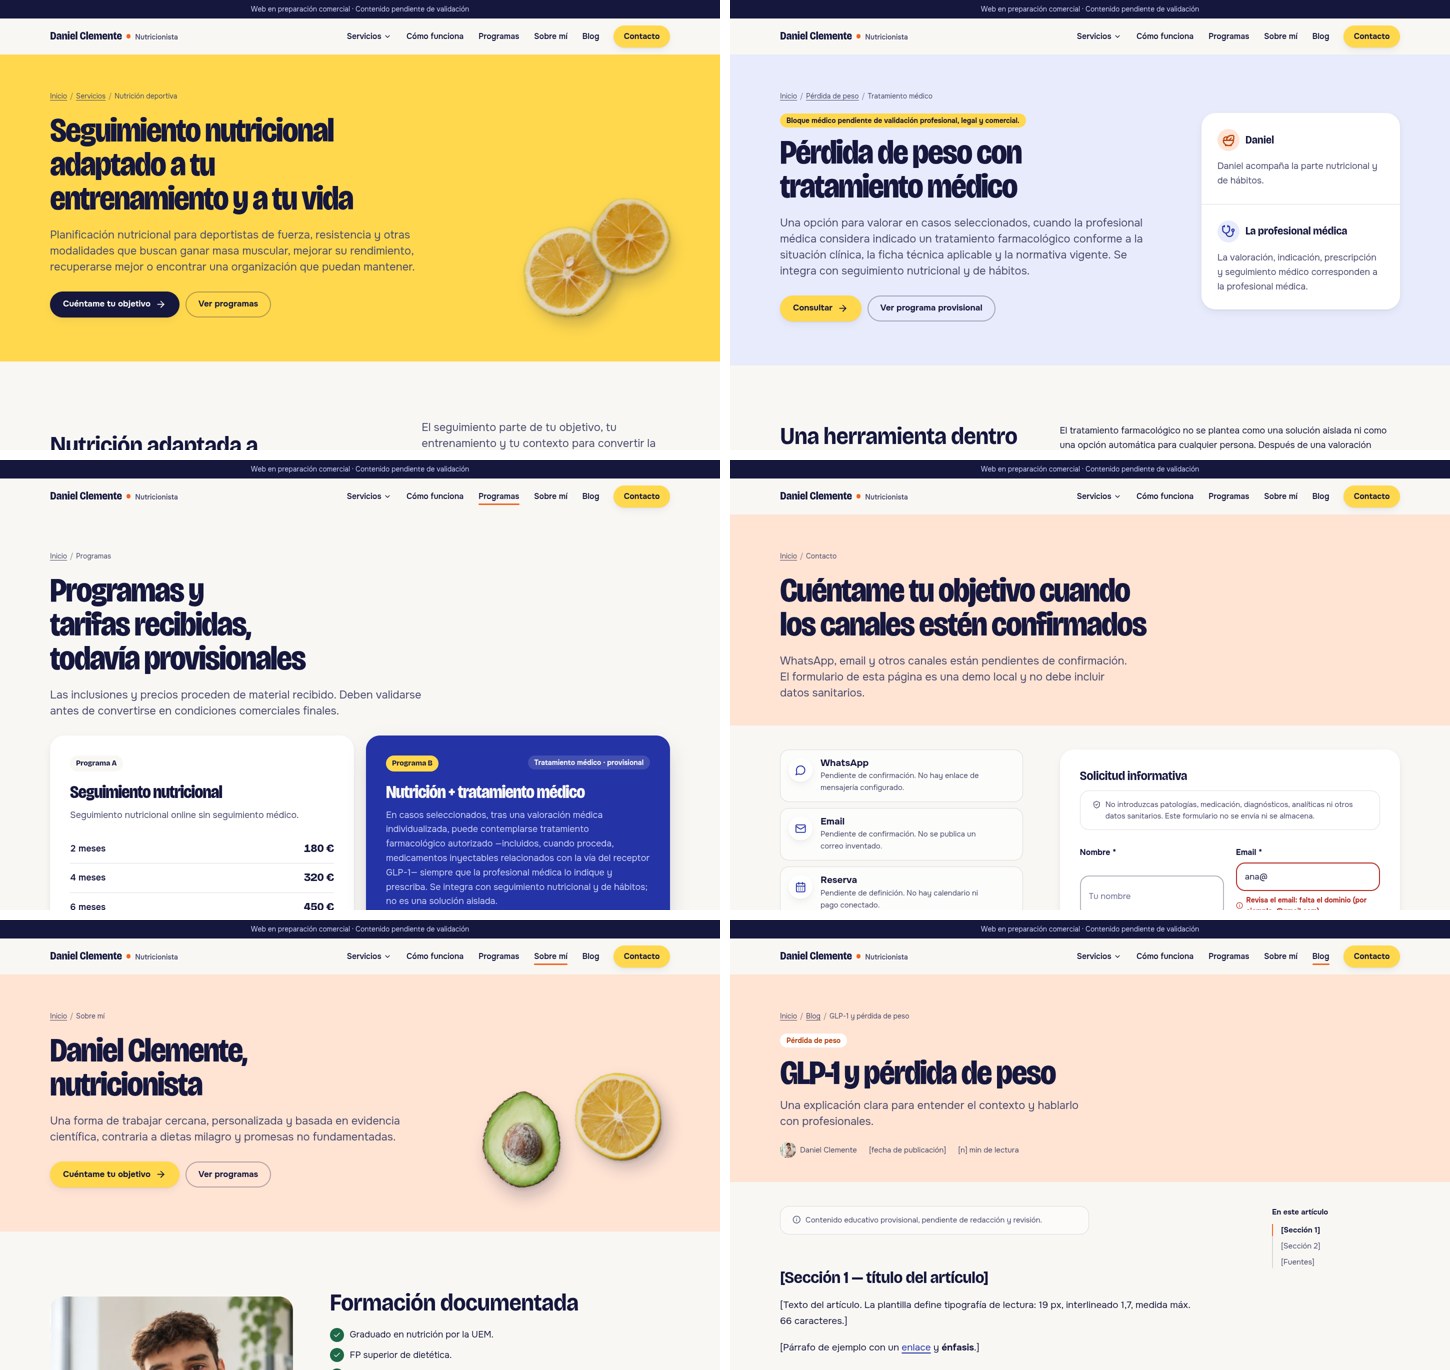 Web en preparación comercial · Contenido pendiente de validación
Daniel Clemente • Nutricionista
Servicios
Cómo funciona
Programas
Sobre mí
Blog
Contacto
Inicio / Servicios / Nutrición deportiva
Seguimiento nutricional
adaptado a tu
entrenamiento y a tu vida
Planificación nutricional para deportistas de fuerza, resistencia y otras
modalidades que buscan ganar masa muscular, mejorar su rendimiento,
recuperarse mejor o encontrar una organización que puedan mantener.
Cuéntame tu objetivo →
Ver programas
Nutrición adaptada a
El seguimiento parte de tu objetivo, tu
entrenamiento y tu contexto para convertir la
Web en preparación comercial · Contenido pendiente de validación
Daniel Clemente • Nutricionista
Servicios
Cómo funciona
Programas
Sobre mí
Blog
Contacto
Inicio / Pérdida de peso / Tratamiento médico
Bloque médico pendiente de validación profesional, legal y comercial.
Pérdida de peso con
tratamiento médico
Una opción para valorar en casos seleccionados, cuando la profesional
médica considera indicado un tratamiento farmacológico conforme a la
situación clínica, la ficha técnica aplicable y la normativa vigente. Se
integra con seguimiento nutricional y de hábitos.
Consultar →
Ver programa provisional
Daniel
Daniel acompaña la parte nutricional y
de hábitos.
La profesional médica
La valoración, indicación, prescripción
y seguimiento médico corresponden a
la profesional médica.
Una herramienta dentro
El tratamiento farmacológico no se plantea como una solución aislada ni como
una opción automática para cualquier persona. Después de una valoración
Web en preparación comercial · Contenido pendiente de validación
Daniel Clemente • Nutricionista
Servicios
Cómo funciona
Programas
Sobre mí
Blog
Contacto
Inicio / Programas
Programas y
tarifas recibidas,
todavía provisionales
Las inclusiones y precios proceden de material recibido. Deben validarse
antes de convertirse en condiciones comerciales finales.
Programa A
Seguimiento nutricional
Seguimiento nutricional online sin seguimiento médico.
2 meses 180 €
4 meses 320 €
6 meses 450 €
Programa B
Tratamiento médico · provisional
Nutrición + tratamiento médico
En casos seleccionados, tras una valoración médica
individualizada, puede contemplarse tratamiento
farmacológico autorizado —incluidos, cuando proceda,
medicamentos inyectables relacionados con la vía del receptor
GLP-1— siempre que la profesional médica lo indique y
prescriba. Se integra con seguimiento nutricional y de hábitos;
no es una solución aislada.
Web en preparación comercial · Contenido pendiente de validación
Daniel Clemente • Nutricionista
Servicios
Cómo funciona
Programas
Sobre mí
Blog
Contacto
Inicio / Contacto
Cuéntame tu objetivo cuando
los canales estén confirmados
WhatsApp, email y otros canales están pendientes de confirmación.
El formulario de esta página es una demo local y no debe incluir
datos sanitarios.
WhatsApp
Pendiente de confirmación. No hay enlace de
mensajería configurado.
Email
Pendiente de confirmación. No se publica un
correo inventado.
Reserva
Pendiente de definición. No hay calendario ni
pago conectado.
Solicitud informativa
No introduzcas patologías, medicación, diagnósticos, analíticas ni otros
datos sanitarios. Este formulario no se envía ni se almacena.
Nombre *
Tu nombre
Email *
ana@
Revisa el email: falta el dominio (por
Web en preparación comercial · Contenido pendiente de validación
Daniel Clemente • Nutricionista
Servicios
Cómo funciona
Programas
Sobre mí
Blog
Contacto
Inicio / Sobre mí
Daniel Clemente,
nutricionista
Una forma de trabajar cercana, personalizada y basada en evidencia
científica, contraria a dietas milagro y promesas no fundamentadas.
Cuéntame tu objetivo →
Ver programas
Formación documentada
Graduado en nutrición por la UEM.
FP superior de dietética.
Web en preparación comercial · Contenido pendiente de validación
Daniel Clemente • Nutricionista
Servicios
Cómo funciona
Programas
Sobre mí
Blog
Contacto
Inicio / Blog / GLP-1 y pérdida de peso
Pérdida de peso
GLP-1 y pérdida de peso
Una explicación clara para entender el contexto y hablarlo
con profesionales.
Daniel Clemente [fecha de publicación] [n] min de lectura
Contenido educativo provisional, pendiente de redacción y revisión.
En este artículo
[Sección 1]
[Sección 2]
[Fuentes]
[Sección 1 — título del artículo]
[Texto del artículo. La plantilla define tipografía de lectura: 19 px, interlineado 1,7, medida máx.
66 caracteres.]
[Párrafo de ejemplo con un enlace y énfasis.]